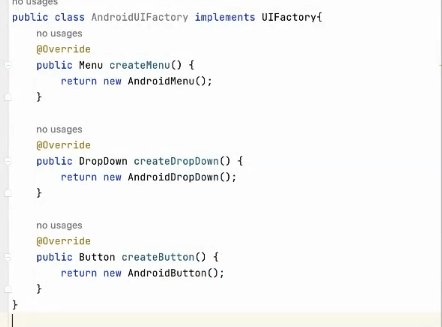 no usages
public class AndroidUIFactory implements UIFactory{
no usages
@Override
public Menu createMenu() {
return new AndroidMenu();
}
no usages
@Override
public DropDown createDropDown() {
return new AndroidDropDown();
}
no usages
@Override
public Button createButton() {
return new AndroidButton();
}
}